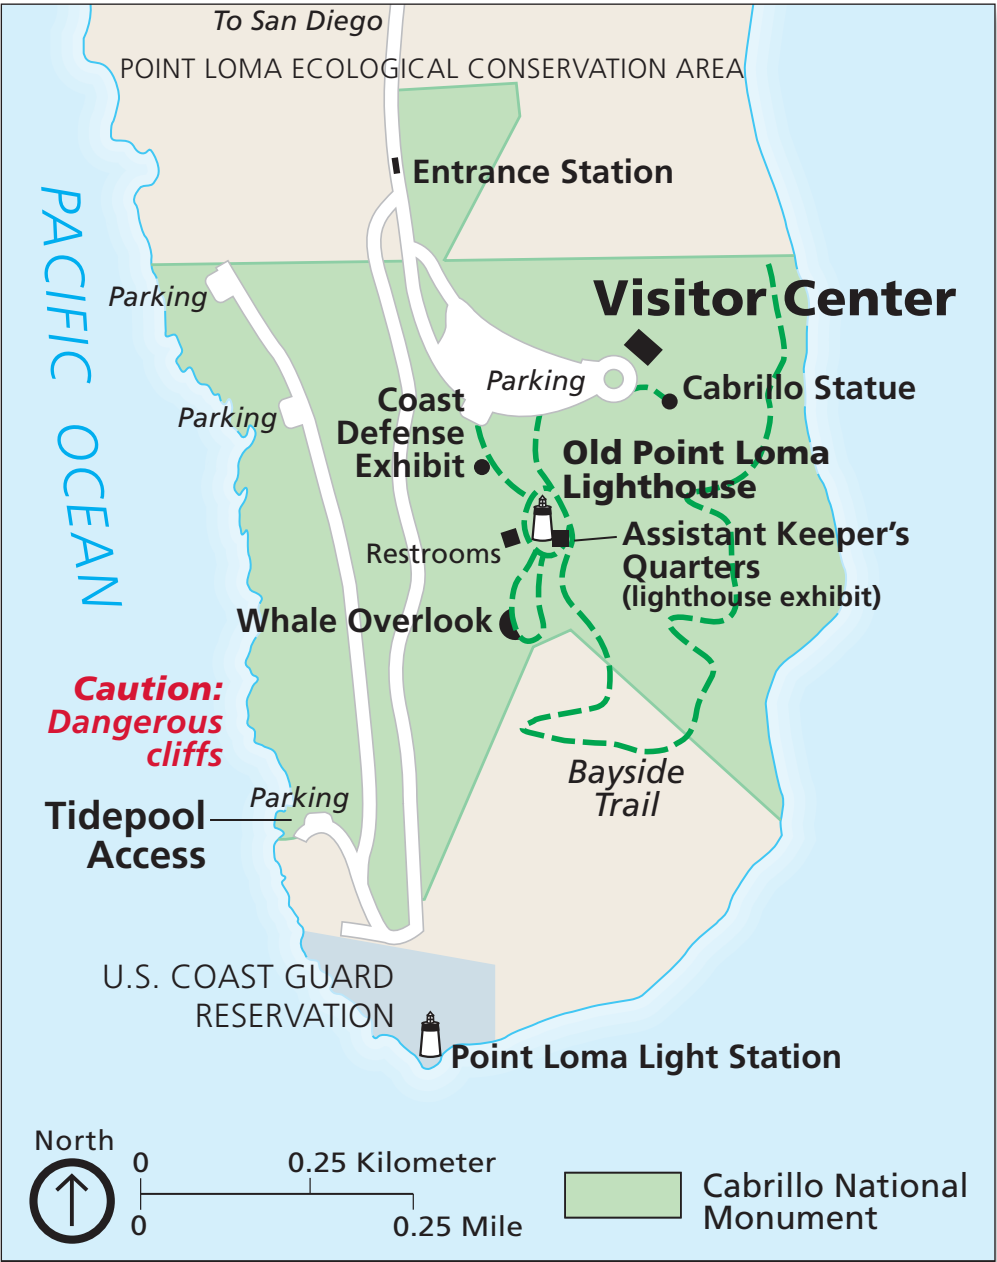 To San Diego
POINT LOMA ECOLOGICAL CONSERVATION AREA
Entrance Station
PACIFIC OCEAN
Parking
Visitor Center
Parking
Parking
Cabrillo Statue
Coast
Defense
Exhibit
Old Point Loma
Lighthouse
Restrooms
Assistant Keeper's
Quarters
(lighthouse exhibit)
Whale Overlook
Caution:
Dangerous
cliffs
Bayside
Trail
Parking
Tidepool
Access
U.S. COAST GUARD
RESERVATION
Point Loma Light Station
North
0
0.25 Kilometer
0
0.25 Mile
Cabrillo National
Monument